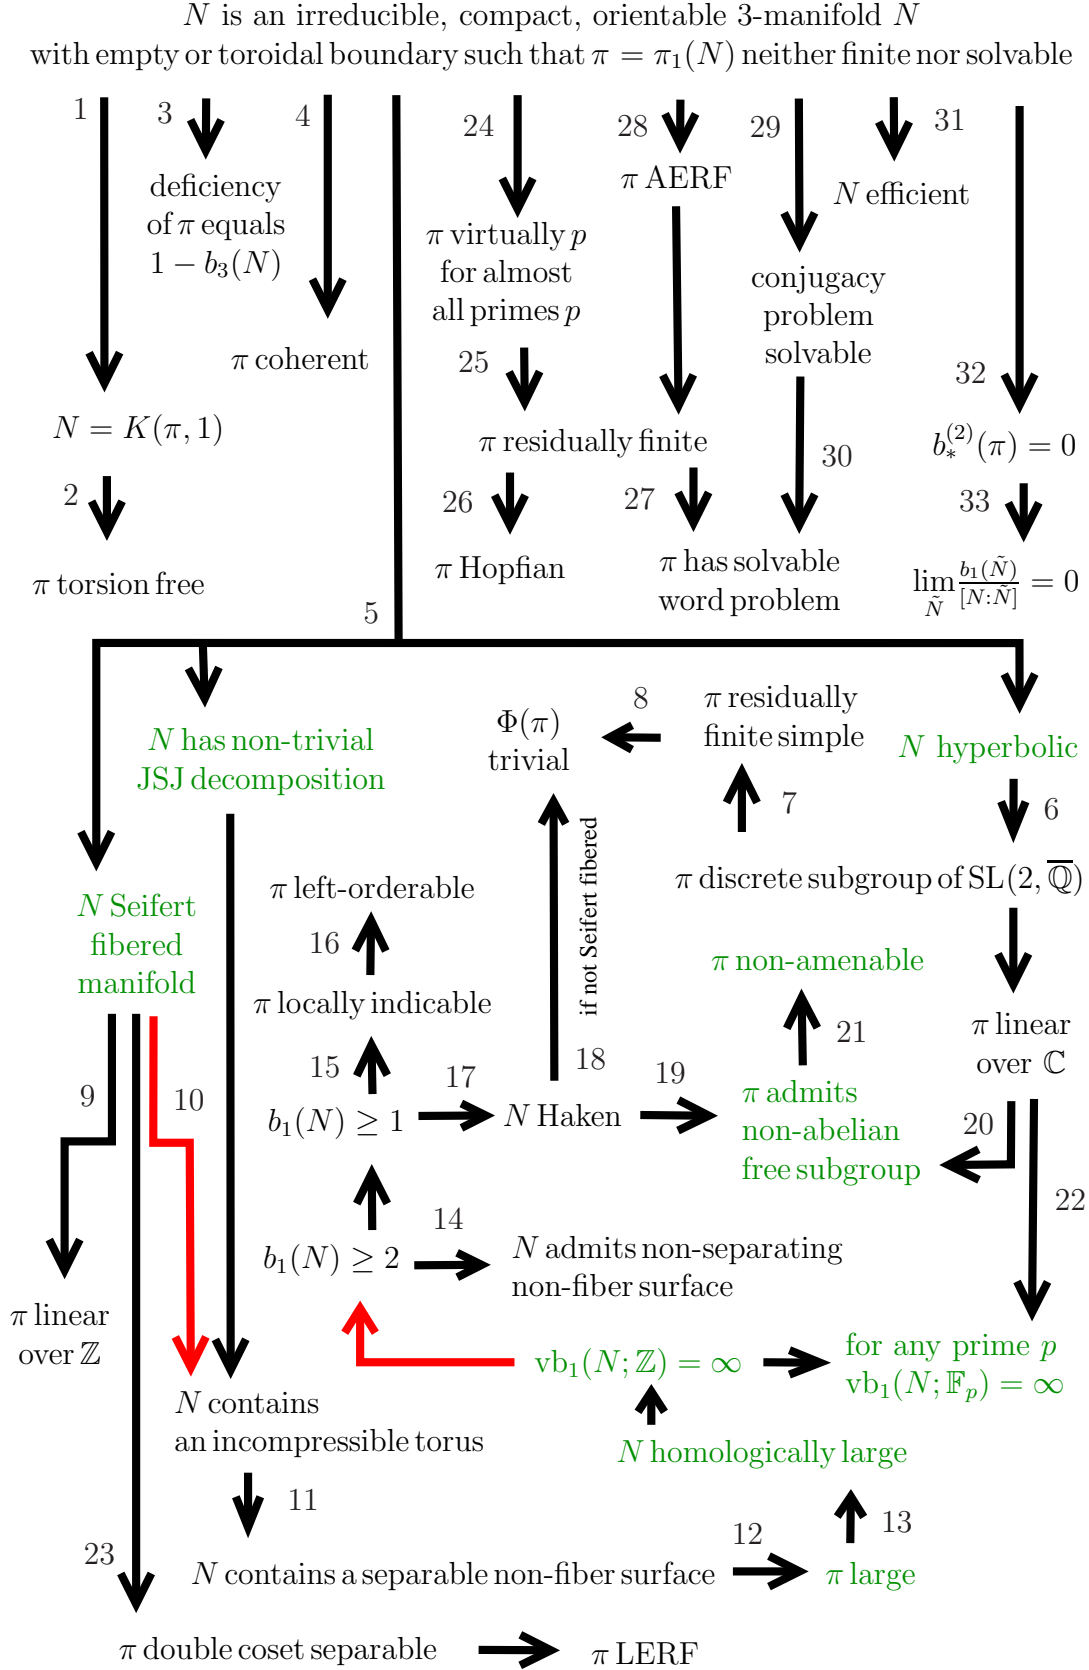 N is an irreducible, compact, orientable 3-manifold N
with empty or toroidal boundary such that π = π₁(N) neither finite nor solvable
1
3
4
24
28
29
31
deficiency
of π equals
1 − b₃(N)
π AERF
N efficient
π virtually p
for almost
all primes p
conjugacy
problem
solvable
π coherent
25
32
N = K(π, 1)
π residually finite
30
b_*^{(2)}(π) = 0
2
26
27
33
π torsion free
π Hopfian
π has solvable
word problem
lim_{Ñ} b₁(Ñ)/[N:Ñ] = 0
5
N has non-trivial
JSJ decomposition
Φ(π)
trivial
8
π residually
finite simple
N hyperbolic
7
6
π discrete subgroup of SL(2, \overline{ℚ})
if not Seifert fibered
N Seifert
fibered
manifold
π left-orderable
16
π non-amenable
π locally indicable
π linear
over ℂ
9
10
15
17
18
19
21
b₁(N) ≥ 1
N Haken
π admits
non-abelian
free subgroup
20
22
14
b₁(N) ≥ 2
N admits non-separating
non-fiber surface
π linear
over ℤ
vb₁(N; ℤ) = ∞
for any prime p
vb₁(N; 𝔽ₚ) = ∞
N contains
an incompressible torus
N homologically large
11
12
13
23
N contains a separable non-fiber surface
π large
π double coset separable
π LERF